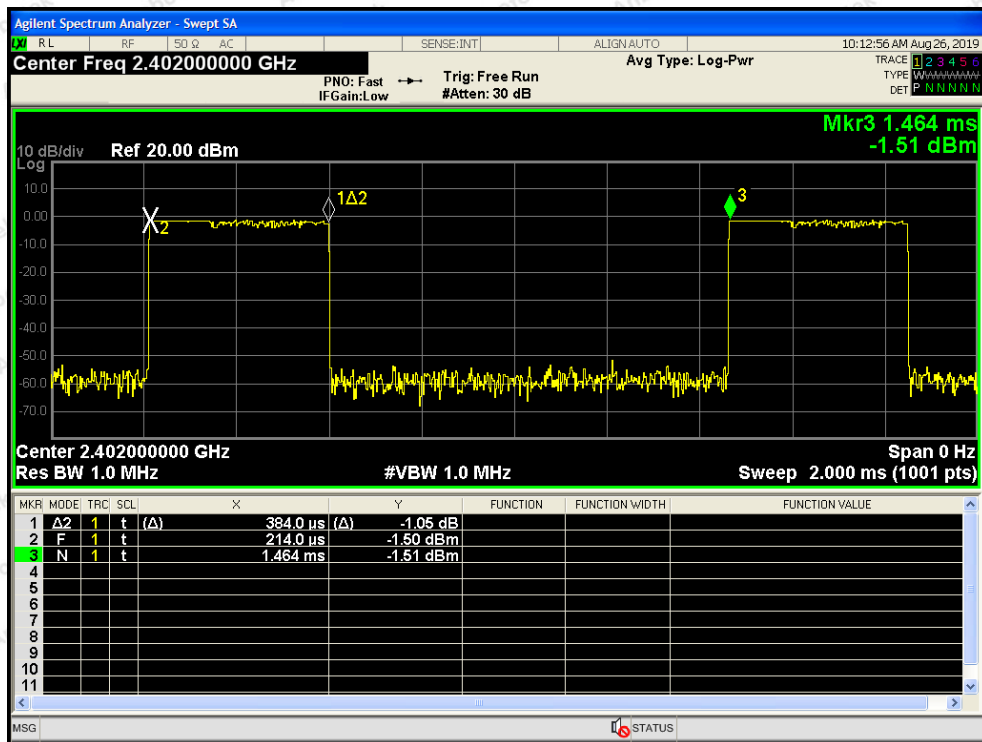 Agilent Spectrum Analyzer - Swept SA
LXI RL RF 50 Ω AC SENSE:INT ALIGN AUTO 10:12:56 AM Aug 26, 2019
Center Freq 2.402000000 GHz Avg Type: Log-Pwr TRACE 1 2 3 4 5 6
PNO: Fast Trig: Free Run TYPE WWWWWW
IFGain:Low #Atten: 30 dB DET P N N N N N
Mkr3 1.464 ms
10 dB/div Ref 20.00 dBm -1.51 dBm
Log
10.0
0.00
-10.0
-20.0
-30.0
-40.0
-50.0
-60.0
-70.0
X2
1Δ2
3
Center 2.402000000 GHz Span 0 Hz
Res BW 1.0 MHz #VBW 1.0 MHz Sweep 2.000 ms (1001 pts)
MKR MODE TRC SCL X Y FUNCTION FUNCTION WIDTH FUNCTION VALUE
1 Δ2 1 t (Δ) 384.0 µs (Δ) -1.05 dB
2 F 1 t 214.0 µs -1.50 dBm
3 N 1 t 1.464 ms -1.51 dBm
4
5
6
7
8
9
10
11
MSG STATUS